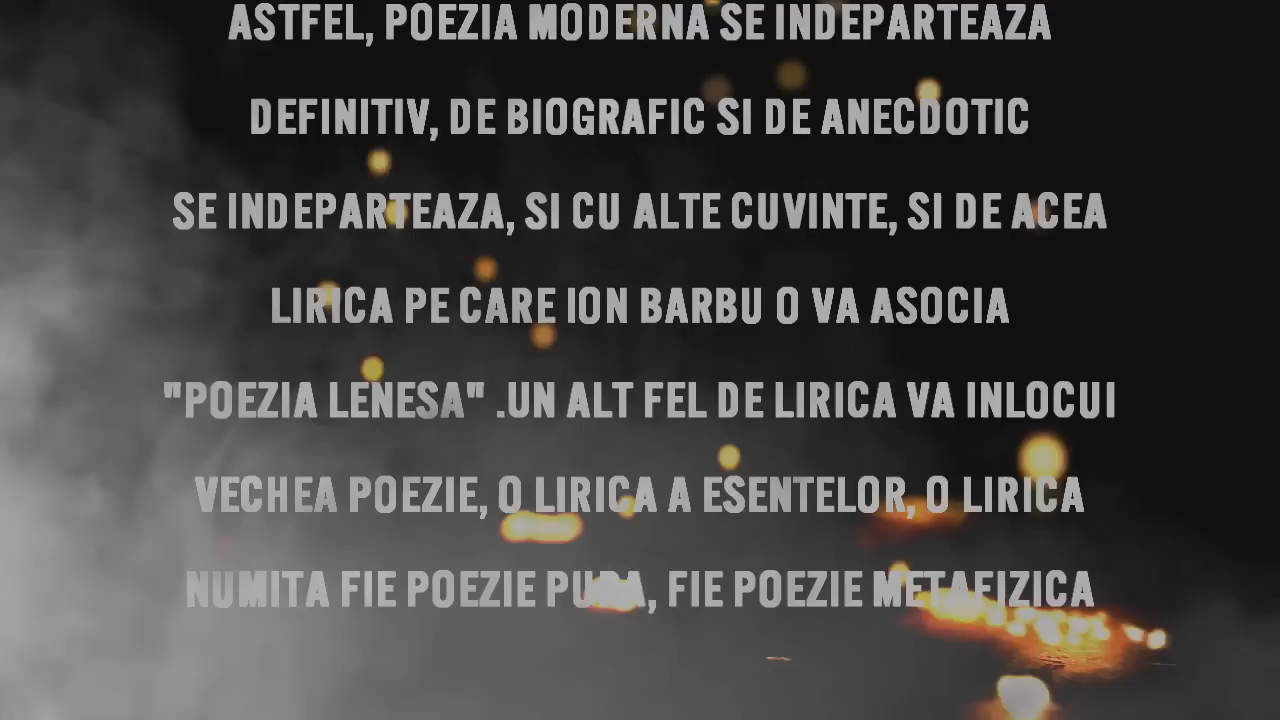 ASTFEL, POEZIA MODERNA SE INDEPARTEAZA
DEFINITIV, DE BIOGRAFIC SI DE ANECDOTIC
SE INDEPARTEAZA, SI CU ALTE CUVINTE, SI DE ACEA
LIRICA PE CARE ION BARBU O VA ASOCIA
"POEZIA LENESA" .UN ALT FEL DE LIRICA VA INLOCUI
VECHEA POEZIE, O LIRICA A ESENTELOR, O LIRICA
NUMITA FIE POEZIE PURA, FIE POEZIE METAFIZICA